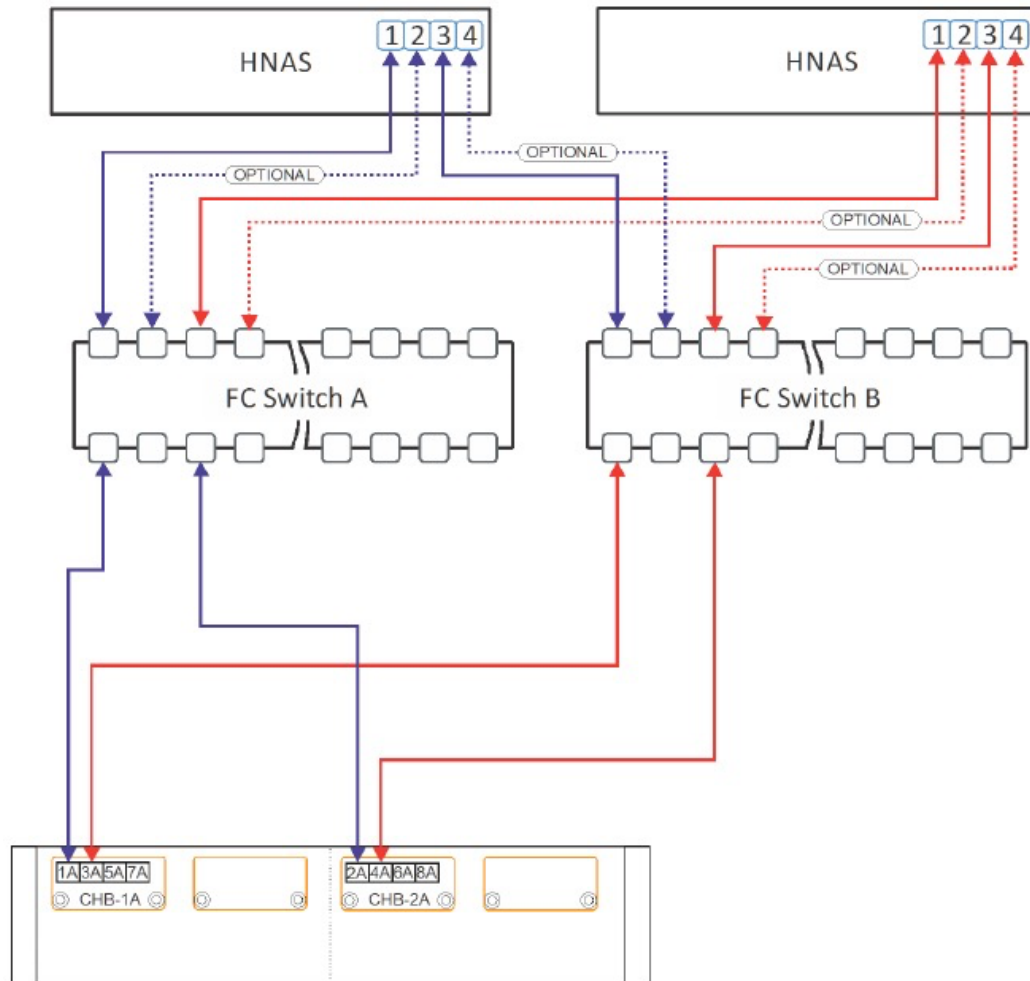 1 2 3 4
HNAS
1 2 3 4
HNAS
OPTIONAL
OPTIONAL
OPTIONAL
OPTIONAL
FC Switch A
FC Switch B
1A 3A 5A 7A
CHB-1A
2A 4A 6A 8A
CHB-2A